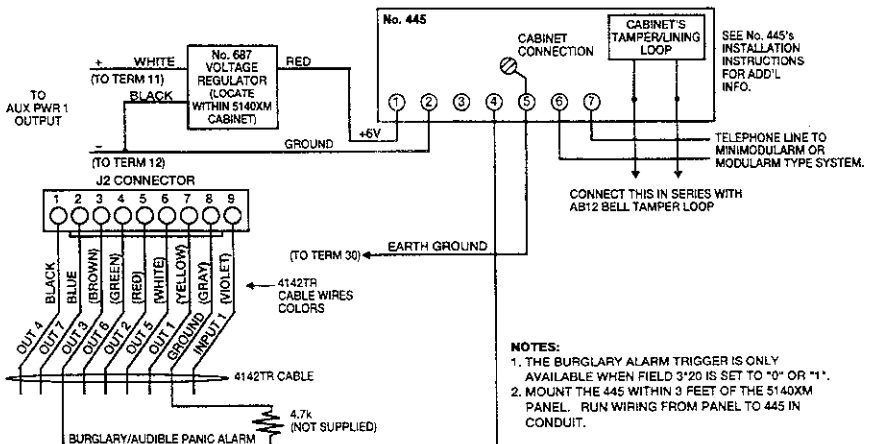 No. 445
CABINET
CONNECTION
CABINET'S
TAMPER/LINING
LOOP
SEE No. 445's
INSTALLATION
INSTRUCTIONS
FOR ADD'L
INFO.
1 2 3 4 5 6 7
TO
AUX PWR 1
OUTPUT
+ WHITE
(TO TERM 11)
BLACK
No. 687
VOLTAGE
REGULATOR
(LOCATE
WITHIN 5140XM
CABINET)
RED
+6V
GROUND
–
(TO TERM 12)
TELEPHONE LINE TO
MINIMODULARM OR
MODULARM TYPE SYSTEM.
CONNECT THIS IN SERIES WITH
AB12 BELL TAMPER LOOP
(TO TERM 30)
EARTH GROUND
J2 CONNECTOR
1 2 3 4 5 6 7 8 9
BLACK
BLUE
(BROWN)
(GREEN)
(RED)
(WHITE)
(YELLOW)
(GRAY)
(VIOLET)
4142TR
CABLE WIRES
COLORS
OUT 4
OUT 7
OUT 3
OUT 6
OUT 2
OUT 5
OUT 1
GROUND
INPUT 1
4142TR CABLE
4.7k
(NOT SUPPLIED)
BURGLARY/AUDIBLE PANIC ALARM
NOTES:
1. THE BURGLARY ALARM TRIGGER IS ONLY
AVAILABLE WHEN FIELD 3*20 IS SET TO "0" OR "1".
2. MOUNT THE 445 WITHIN 3 FEET OF THE 5140XM
PANEL. RUN WIRING FROM PANEL TO 445 IN
CONDUIT.